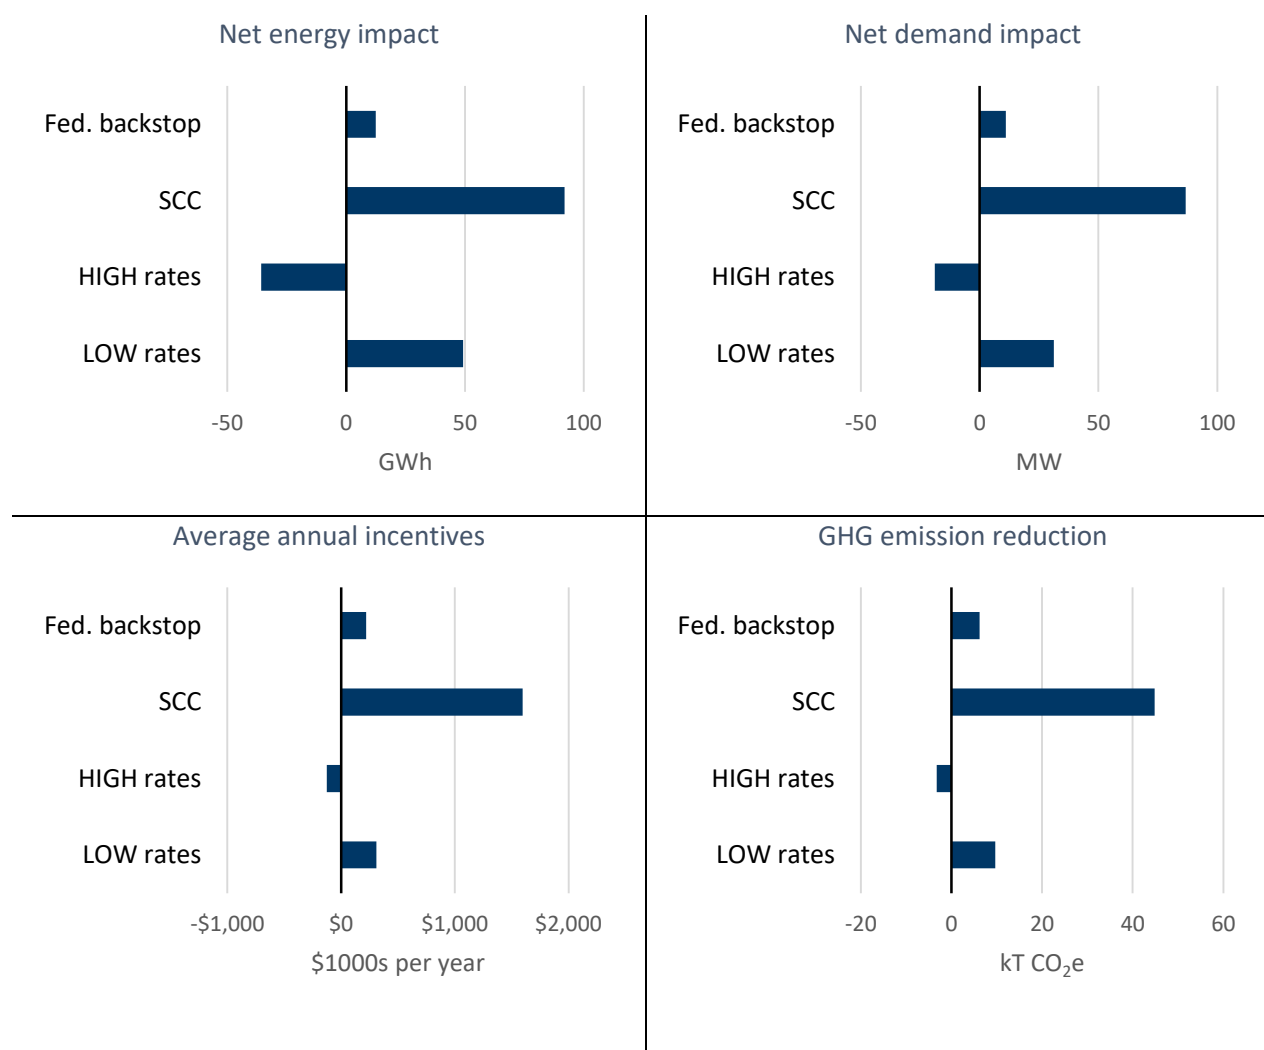 Net energy impact
Fed. backstop
SCC
HIGH rates
LOW rates
-50 0 50 100
GWh
Net demand impact
Fed. backstop
SCC
HIGH rates
LOW rates
-50 0 50 100
MW
Average annual incentives
Fed. backstop
SCC
HIGH rates
LOW rates
-$1,000 $0 $1,000 $2,000
$1000s per year
GHG emission reduction
Fed. backstop
SCC
HIGH rates
LOW rates
-20 0 20 40 60
kT CO₂e